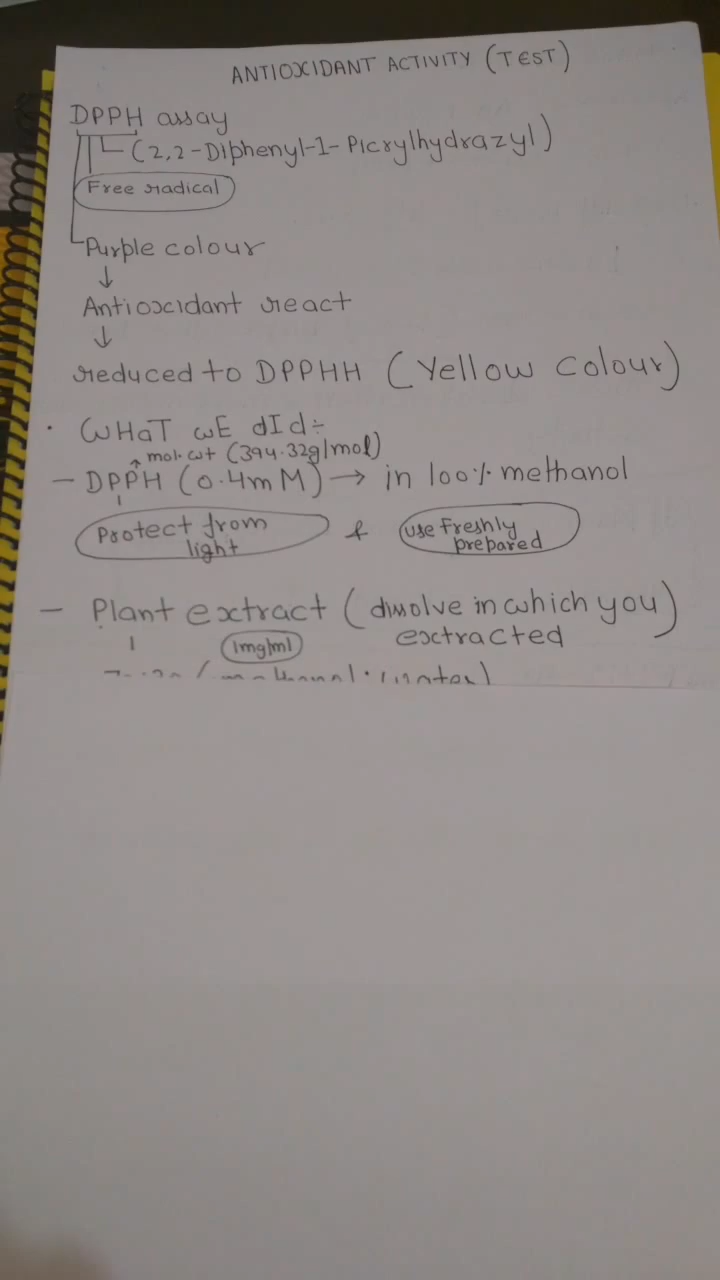 ANTIOXIDANT ACTIVITY (TEST)
DPPH assay
(2,2-Diphenyl-1-Picrylhydrazyl)
Free radical
Purple colour
↓
Antioxidant react
↓
reduced to DPPHH (Yellow colour)
• WHaT wE dId÷
mol.wt (394.32g/mol)
- DPPH (0.4mM) → in 100% methanol
Protect from light & use freshly prepared
- Plant extract (dissolve in which you extracted)
1mg/ml